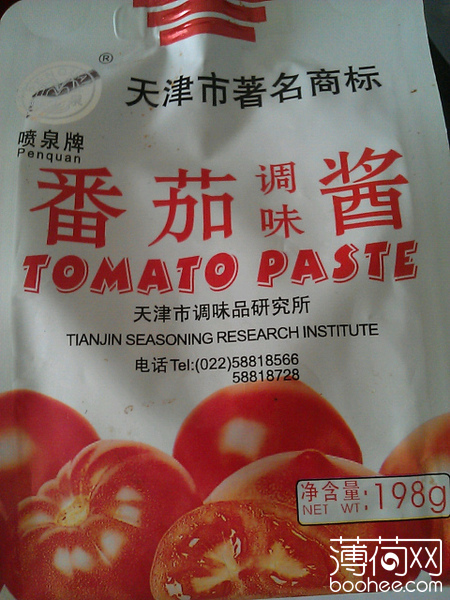 ®
天津市著名商标
喷泉牌
Penquan
番茄调味酱
TOMATO PASTE
天津市调味品研究所
TIANJIN SEASONING RESEARCH INSTITUTE
电话Tel:(022)58818566
58818728
净含量:
NET WT: 198g
薄荷网
boohee.com